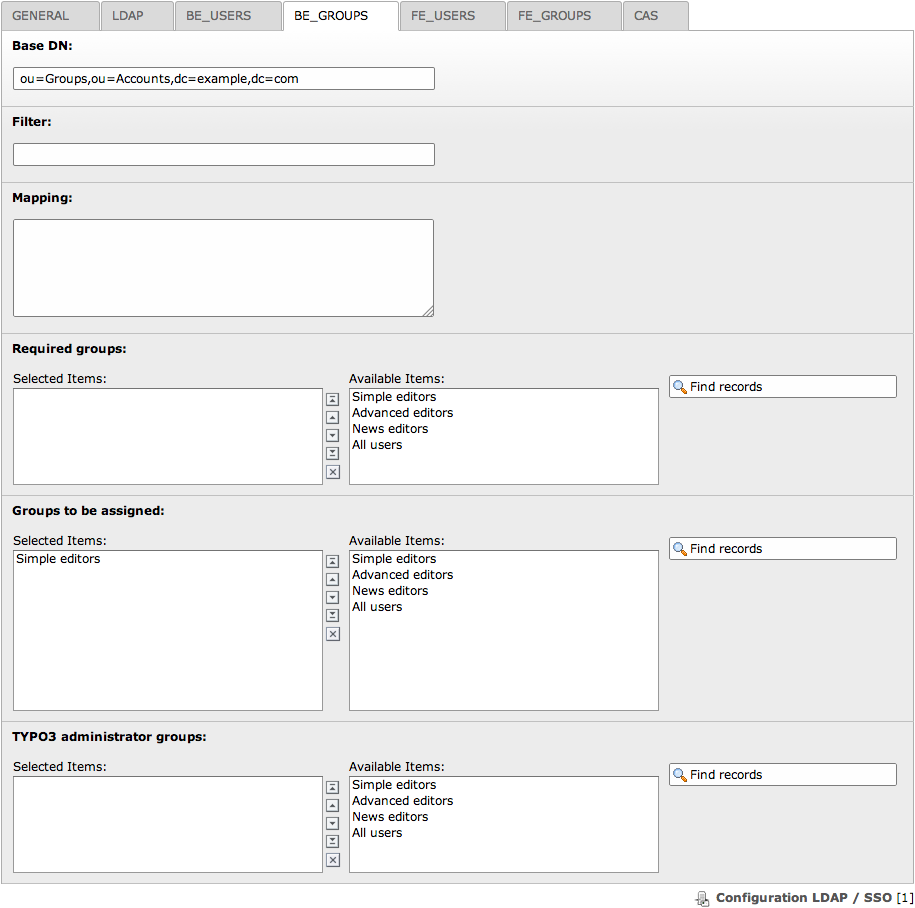 GENERAL LDAP BE_USERS BE_GROUPS FE_USERS FE_GROUPS CAS
Base DN:
ou=Groups,ou=Accounts,dc=example,dc=com
Filter:
Mapping:
Required groups:
Selected Items: Available Items:
Simple editors
Advanced editors
News editors
All users
Find records
Groups to be assigned:
Selected Items: Available Items:
Simple editors
Simple editors
Advanced editors
News editors
All users
Find records
TYPO3 administrator groups:
Selected Items: Available Items:
Simple editors
Advanced editors
News editors
All users
Find records
Configuration LDAP / SSO [1]